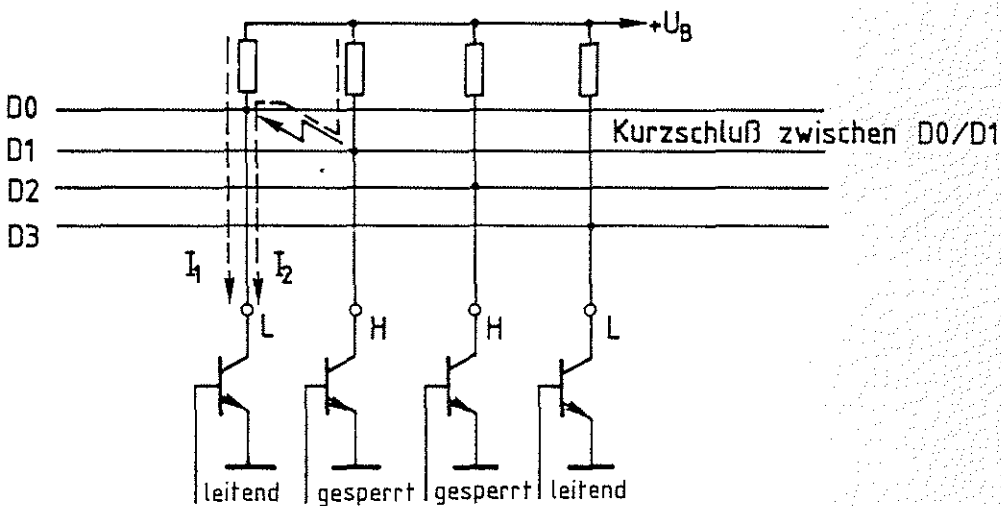 +U_B
D0
Kurzschluß zwischen D0/D1
D1
D2
D3
I₁
I₂
L
H
H
L
leitend
gesperrt
gesperrt
leitend